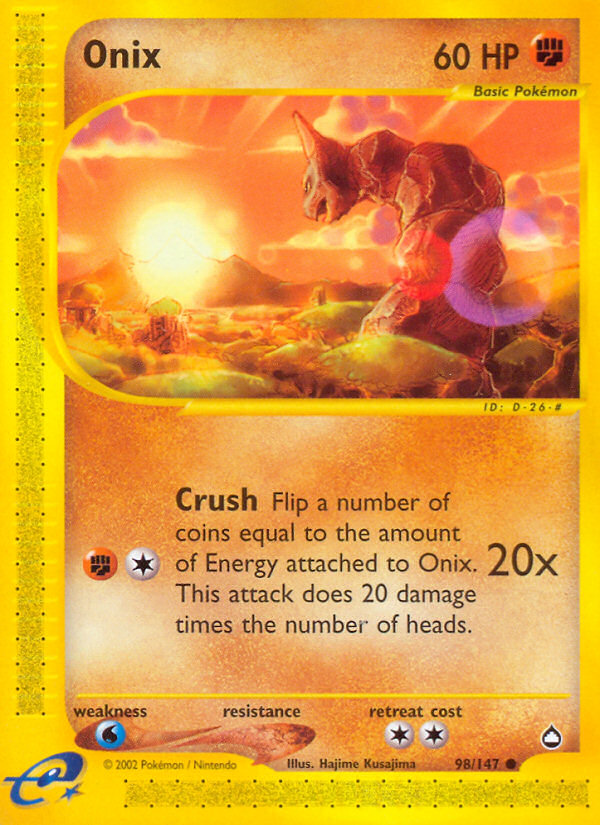 Onix
60 HP
Basic Pokémon
ID: D-26-#
Crush Flip a number of
coins equal to the amount
of Energy attached to Onix.
This attack does 20 damage
times the number of heads.
20x
weakness resistance retreat cost
© 2002 Pokémon / Nintendo Illus. Hajime Kusajima 98/147
e